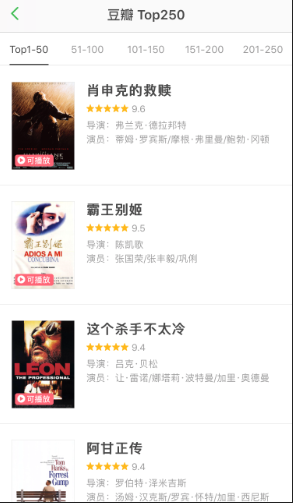 豆瓣 Top250
Top1-50 51-100 101-150 151-200 201-250
肖申克的救赎
9.6
导演：弗兰克·德拉邦特
演员：蒂姆·罗宾斯/摩根·弗里曼/鲍勃·冈顿
可播放
霸王别姬
9.5
导演：陈凯歌
演员：张国荣/张丰毅/巩俐
霸王别姬
ADIOS A MI
CONCUBINA
可播放
这个杀手不太冷
9.4
导演：吕克·贝松
演员：让·雷诺/娜塔莉·波特曼/加里·奥德曼
LEON
THE PROFESSIONAL
可播放
阿甘正传
9.4
导演：罗伯特·泽米吉斯
演员：汤姆·汉克斯/罗宾·怀特/加里·西尼斯
Tom
Hanks
Forrest
Gump